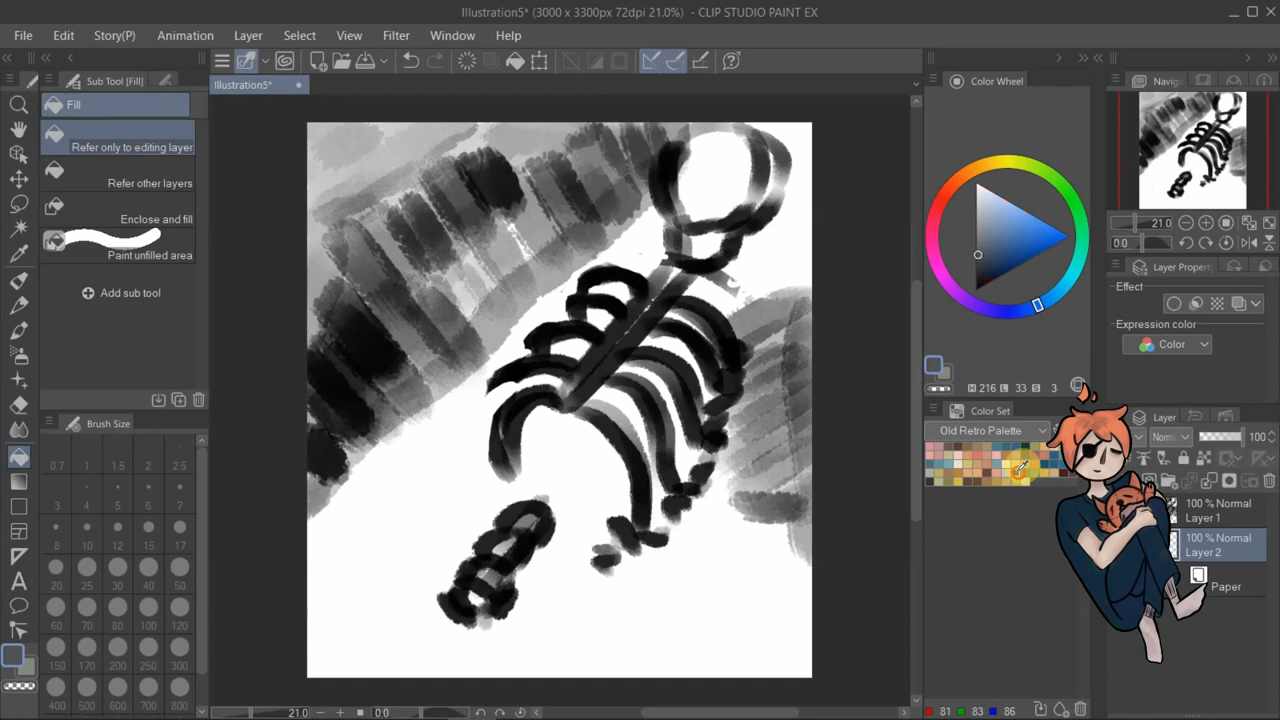 Illustration5* (3000 x 3300px 72dpi 21.0%) - CLIP STUDIO PAINT EX
File Edit Story(P) Animation Layer Select View Filter Window Help
Sub Tool [Fill]
Illustration5*
Color Wheel
Naviga
Fill
Refer only to editing layer
Refer other layers
Enclose and fill
Paint unfilled area
Add sub tool
21.0
0.0
Layer Property
Effect
Expression color
Color
H 216 L 33 S 3
Color Set
Old Retro Palette
Layer
Norma
100
100 % Normal
Layer 1
100 % Normal
Layer 2
Paper
Brush Size
0.7 1 1.5 2 2.5
3 4 5 6 7
8 10 12 15 17
20 25 30 40 50
60 70 80 100 120
150 170 200 250 300
400 500 600 700 800
21.0
0.0
81 83 86